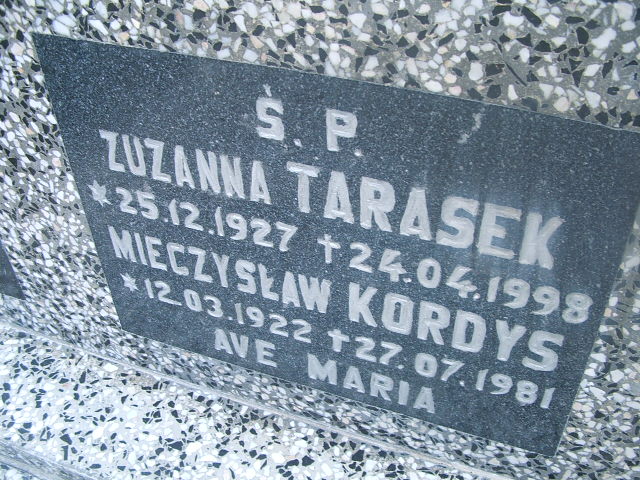 Ś. P.
ZUZANNA TARASEK
* 25.12.1927 † 24.04.1998
MIECZYSŁAW KORDYS
* 12.03.1922 † 27.07.1981
AVE MARIA